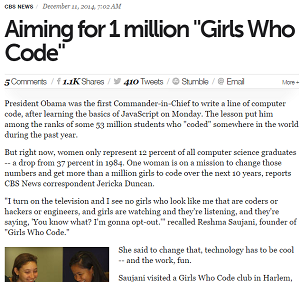 CBS NEWS / December 11, 2014, 7:02 AM
Aiming for 1 million "Girls Who
Code"
5 Comments / f 1.1K Shares / 410 Tweets / Stumble / @ Email More +
President Obama was the first Commander-in-Chief to write a line of computer
code, after learning the basics of JavaScript on Monday. The lesson put him
among the ranks of some 53 million students who "coded" somewhere in the world
during the past year.
But right now, women only represent 12 percent of all computer science graduates
-- a drop from 37 percent in 1984. One woman is on a mission to change those
numbers and get more than a million girls to code over the next 10 years, reports
CBS News correspondent Jericka Duncan.
"I turn on the television and I see no girls who look like me that are coders or
hackers or engineers, and girls are watching and they're listening, and they're
saying, 'You know what? I'm gonna opt-out.'" recalled Reshma Saujani, founder of
"Girls Who Code."
She said to change that, technology has to be cool
-- and the work, fun.
Saujani visited a Girls Who Code club in Harlem,